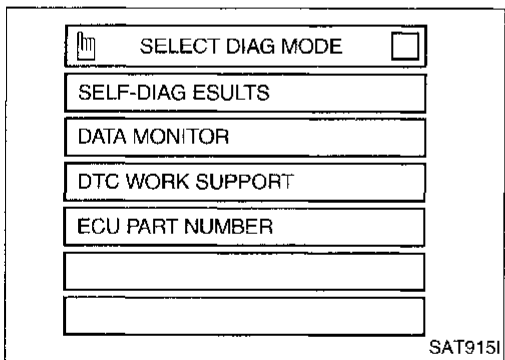 SELECT DIAG MODE
SELF-DIAG ESULTS
DATA MONITOR
DTC WORK SUPPORT
ECU PART NUMBER
SAT915I